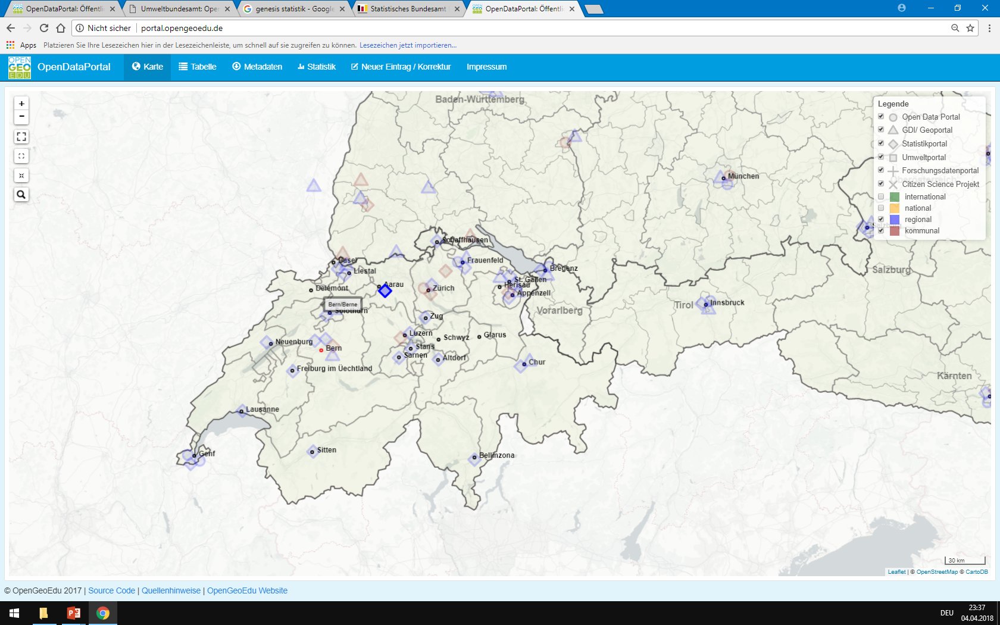 OpenDataPortal: Öffentli
Umweltbundesamt: Ope
genesis statistik - Google
Statistisches Bundesamt
OpenDataPortal: Öffentli
Nicht sicher
portal.opengeoedu.de
Apps
Platzieren Sie Ihre Lesezeichen hier in der Lesezeichenleiste, um schnell auf sie zugreifen zu können. Lesezeichen jetzt importieren...
OPEN
GEO
EDU
OpenDataPortal
Karte
Tabelle
Metadaten
Statistik
Neuer Eintrag / Korrektur
Impressum
+
−
Legende
Open Data Portal
GDI/ Geoportal
Statistikportal
Umweltportal
Forschungsdatenportal
Citizen Science Projekt
international
national
regional
kommunal
Baden-Württemberg
München
Oberösterreich
Salzburg
Schaffhausen
Basel
Frauenfeld
Bregenz
Liestal
St. Gallen
Herisau
Aarau
Delémont
Zürich
Appenzell
Salzburg
Bern/Berne
Solothurn
Vorarlberg
Tirol
Innsbruck
Zug
Luzern
Schwyz
Glarus
Neuenburg
Bern
Stans
Sarnen
Altdorf
Chur
Freiburg im Üechtland
Kärnten
Lausanne
Genf
Sitten
Bellinzona
30 km
Leaflet | © OpenStreetMap © CartoDB
© OpenGeoEdu 2017 | Source Code | Quellenhinweise | OpenGeoEdu Website
DEU
23:37
04.04.2018